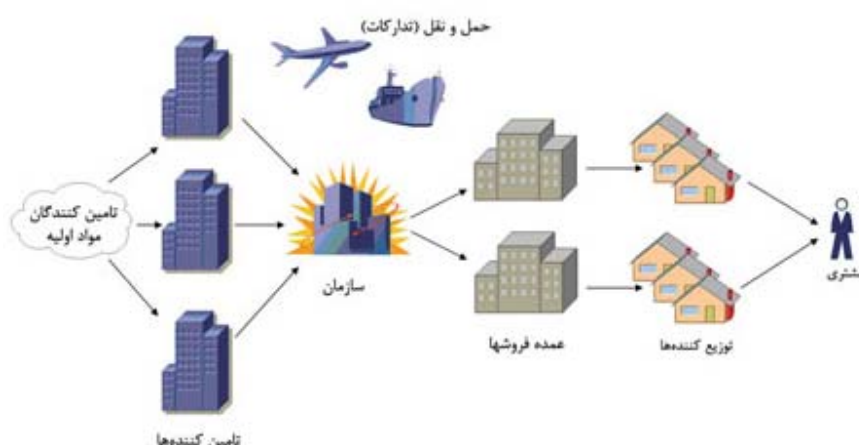 حمل و نقل (تدارکات)
تامین کنندگان
مواد اولیه
سازمان
مشتری
عمده فروشها
توزیع کننده‌ها
تامین کننده‌ها